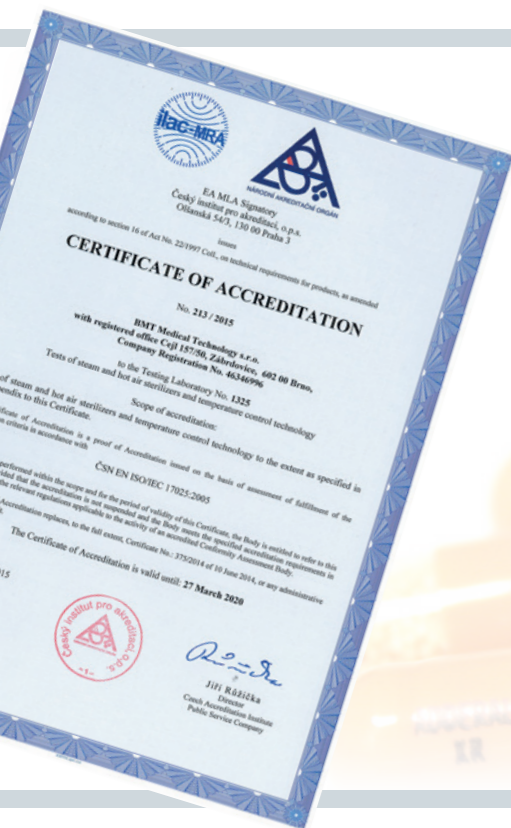 ilac-MRA
NÁRODNÍ AKREDITAČNÍ ORGÁN
EA MLA Signatory
Český institut pro akreditaci, o.p.s.
Olšanská 54/3, 130 00 Praha 3
issues
according to section 16 of Act No. 22/1997 Coll., on technical requirements for products, as amended
CERTIFICATE OF ACCREDITATION
No. 213 / 2015
BMT Medical Technology s.r.o.
with registered office Cejl 157/50, Zábrdovice, 602 00 Brno,
Company Registration No. 46346996
to the Testing Laboratory No. 1325
Tests of steam and hot air sterilizers and temperature control technology
Scope of accreditation:
of steam and hot air sterilizers and temperature control technology to the extent as specified in
pendix to this Certificate.
ificate of Accreditation is a proof of Accreditation issued on the basis of assessment of fulfillment of the
n criteria in accordance with
ČSN EN ISO/IEC 17025:2005
performed within the scope and for the period of validity of this Certificate, the Body is entitled to refer to this
vided that the accreditation is not suspended and the Body meets the specified accreditation requirements in
the relevant regulations applicable to the activity of an accredited Conformity Assessment Body.
Accreditation replaces, to the full extent, Certificate No.: 375/2014 of 10 June 2014, or any administrative
The Certificate of Accreditation is valid until: 27 March 2020
015
Český institut pro akreditaci, o.p.s.
-1-
Jiří Růžička
Director
Czech Accreditation Institute
Public Service Company